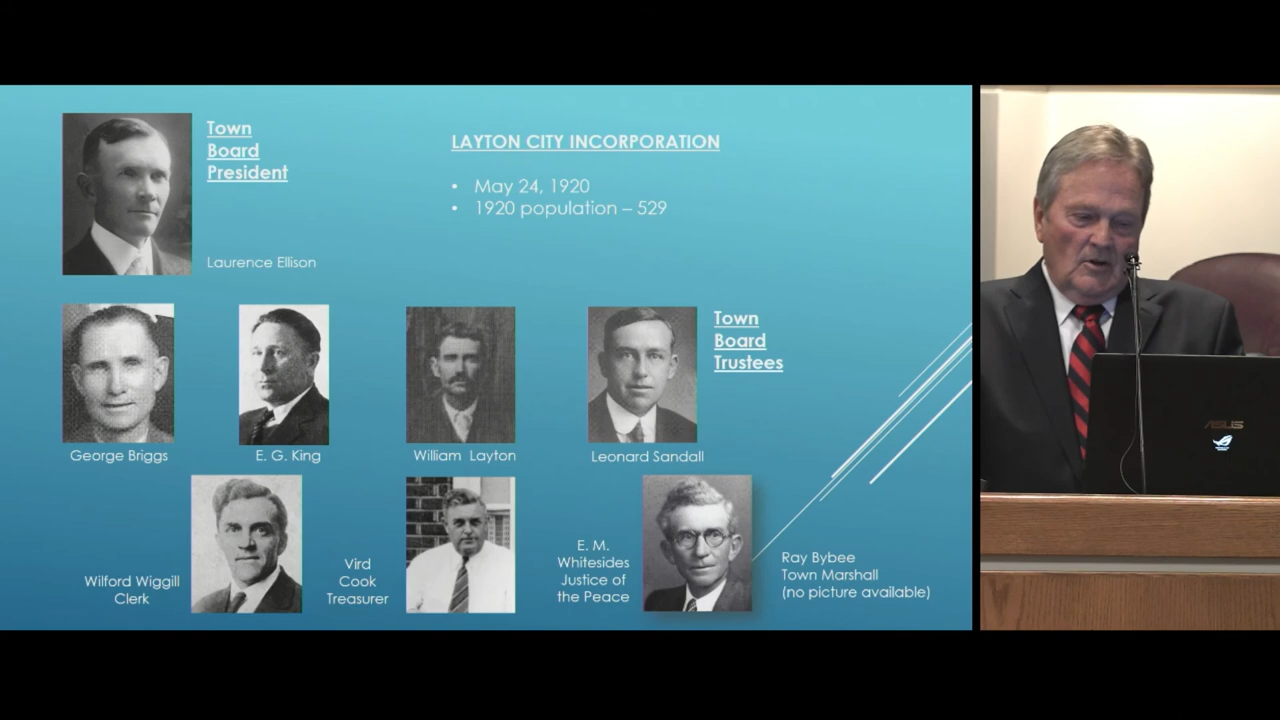 Town
Board
President
LAYTON CITY INCORPORATION
• May 24, 1920
• 1920 population – 529
Laurence Ellison
Town
Board
Trustees
George Briggs
E. G. King
William Layton
Leonard Sandall
Wilford Wiggill
Clerk
Vird
Cook
Treasurer
E. M.
Whitesides
Justice of
the Peace
Ray Bybee
Town Marshall
(no picture available)
ASUS